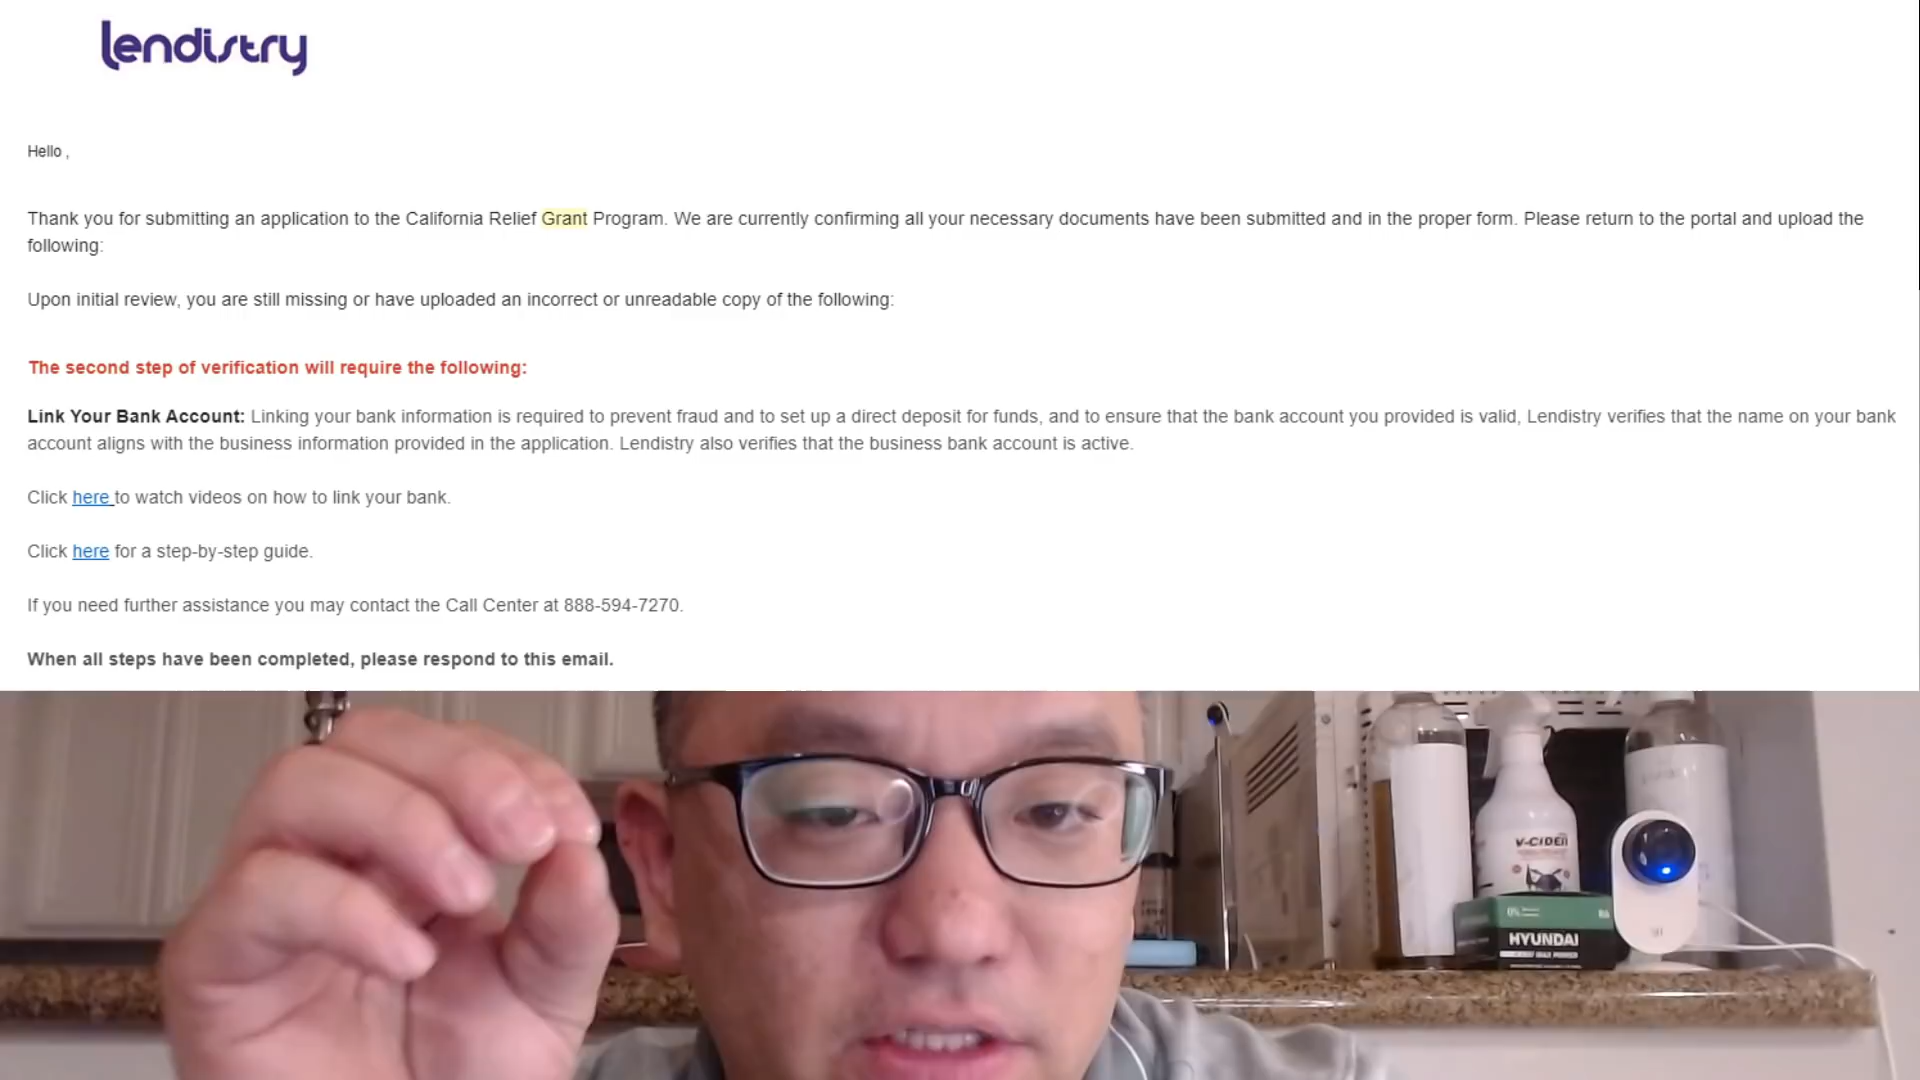 lendistry
Hello ,
Thank you for submitting an application to the California Relief Grant Program. We are currently confirming all your necessary documents have been submitted and in the proper form. Please return to the portal and upload the
following:
Upon initial review, you are still missing or have uploaded an incorrect or unreadable copy of the following:
The second step of verification will require the following:
Link Your Bank Account: Linking your bank information is required to prevent fraud and to set up a direct deposit for funds, and to ensure that the bank account you provided is valid, Lendistry verifies that the name on your bank
account aligns with the business information provided in the application. Lendistry also verifies that the business bank account is active.
Click here to watch videos on how to link your bank.
Click here for a step-by-step guide.
If you need further assistance you may contact the Call Center at 888-594-7270.
When all steps have been completed, please respond to this email.
V-CIDEN
HYUNDAI